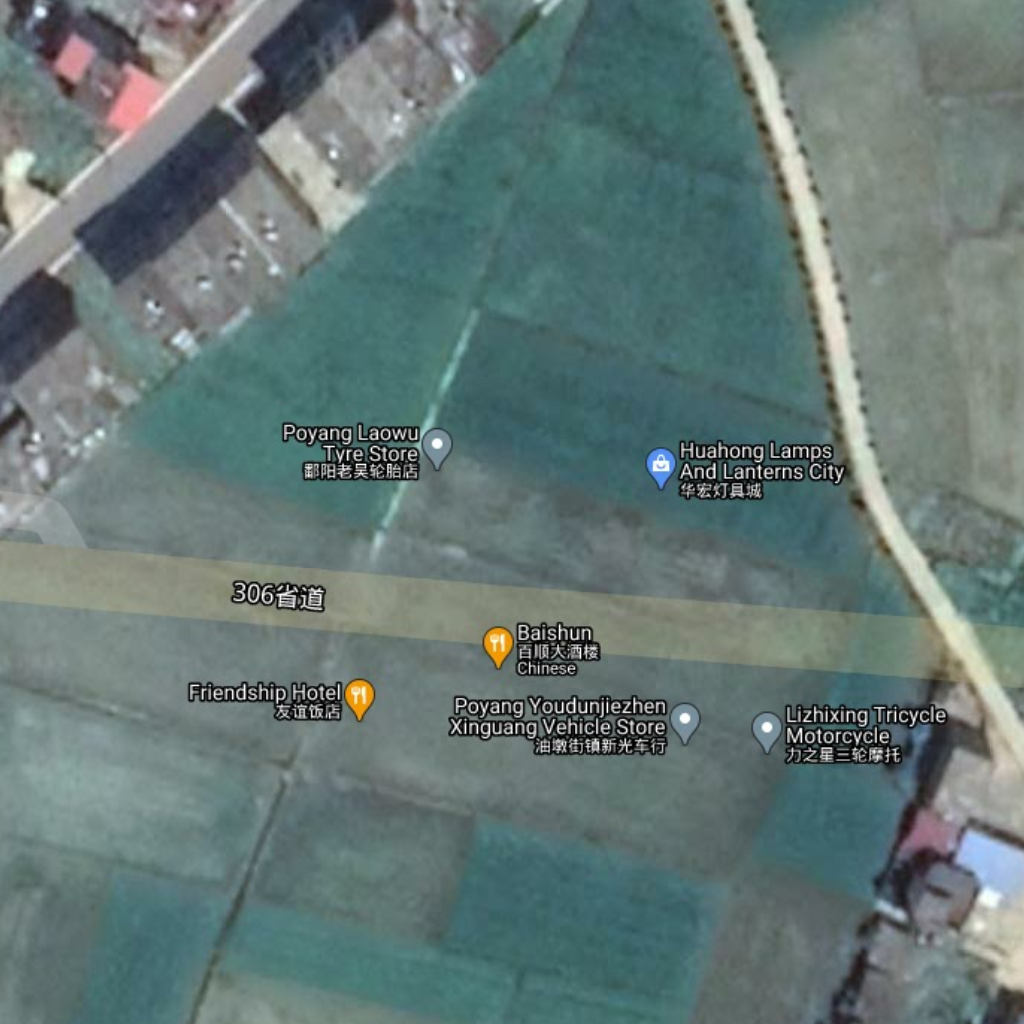 Poyang Laowu
Tyre Store
鄱阳老吴轮胎店
Huahong Lamps
And Lanterns City
华宏灯具城
306省道
Baishun
百顺大酒楼
Chinese
Friendship Hotel
友谊饭店
Poyang Youdunjiezhen
Xinguang Vehicle Store
油墩街镇新光车行
Lizhixing Tricycle
Motorcycle
力之星三轮摩托